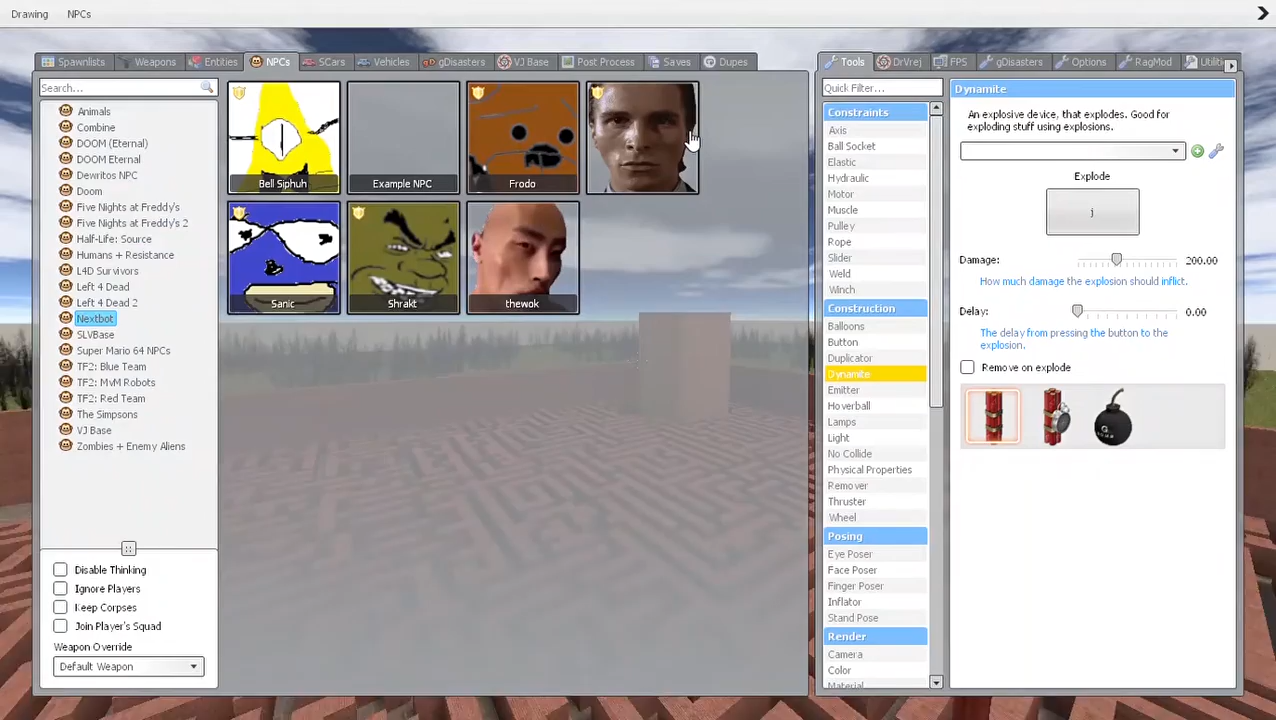 Drawing NPCs
Spawnlists Weapons Entities NPCs SCars Vehicles gDisasters VJ Base Post Process Saves Dupes
Search...
Animals
Combine
DOOM (Eternal)
DOOM Eternal
Dewritos NPC
Doom
Five Nights at Freddy's
Five Nights at Freddy's 2
Half-Life: Source
Humans + Resistance
L4D Survivors
Left 4 Dead
Left 4 Dead 2
Nextbot
SLVBase
Super Mario 64 NPCs
TF2: Blue Team
TF2: MvM Robots
TF2: Red Team
The Simpsons
VJ Base
Zombies + Enemy Aliens
Disable Thinking
Ignore Players
Keep Corpses
Join Player's Squad
Weapon Override
Default Weapon
Bell Siphuh Example NPC Frodo
Sanic Shrakt thewok
Tools DrVrej FPS gDisasters Options RagMod
Quick Filter...
Constraints
Axis
Ball Socket
Elastic
Hydraulic
Motor
Muscle
Pulley
Rope
Slider
Weld
Winch
Construction
Balloons
Button
Duplicator
Dynamite
Emitter
Hoverball
Lamps
Light
No Collide
Physical Properties
Remover
Thruster
Wheel
Posing
Eye Poser
Face Poser
Finger Poser
Inflator
Stand Pose
Render
Camera
Color
Material
Dynamite
An explosive device, that explodes. Good for
exploding stuff using explosions.
Explode
j
Damage: 200.00
How much damage the explosion should inflict.
Delay: 0.00
The delay from pressing the button to the
explosion.
Remove on explode